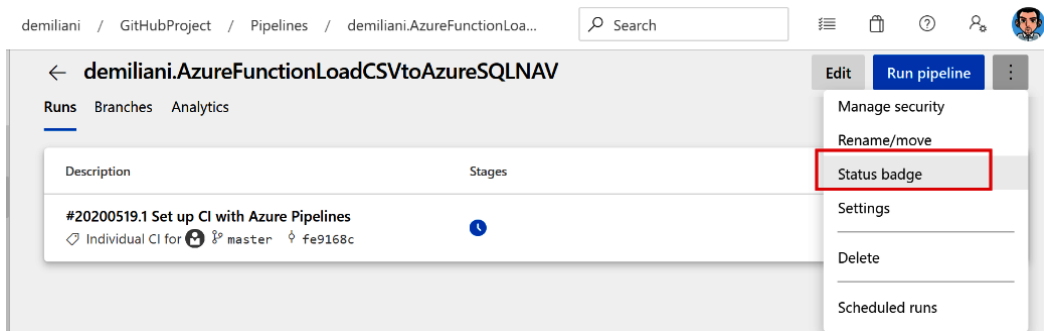 demiliani / GitHubProject / Pipelines / demiliani.AzureFunctionLoa... Search
demiliani.AzureFunctionLoadCSVtoAzureSQLNAV
Edit Run pipeline
Runs Branches Analytics
Manage security
Rename/move
Status badge
Settings
Delete
Scheduled runs
Description Stages
#20200519.1 Set up CI with Azure Pipelines
Individual CI for master fe9168c